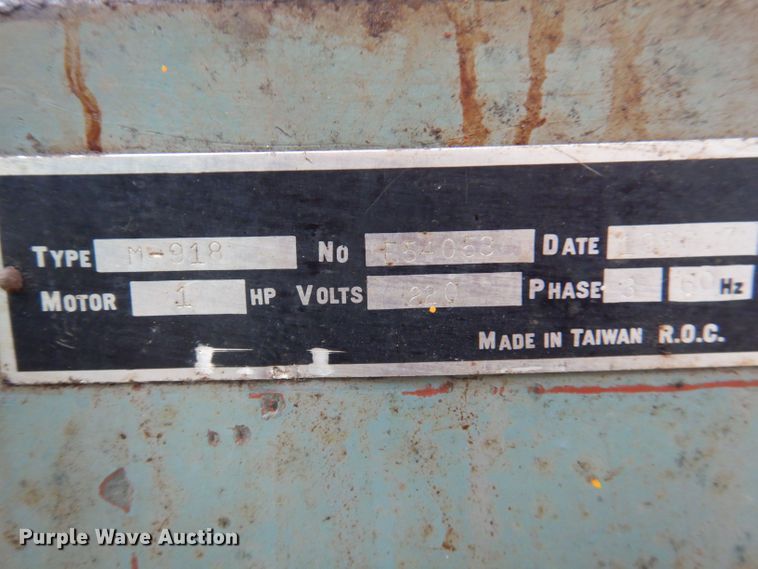 TYPE M-918 NO DATE
MOTOR 1 HP VOLTS 220 PHASE 3 60 Hz
MADE IN TAIWAN R.O.C.
Purple Wave Auction